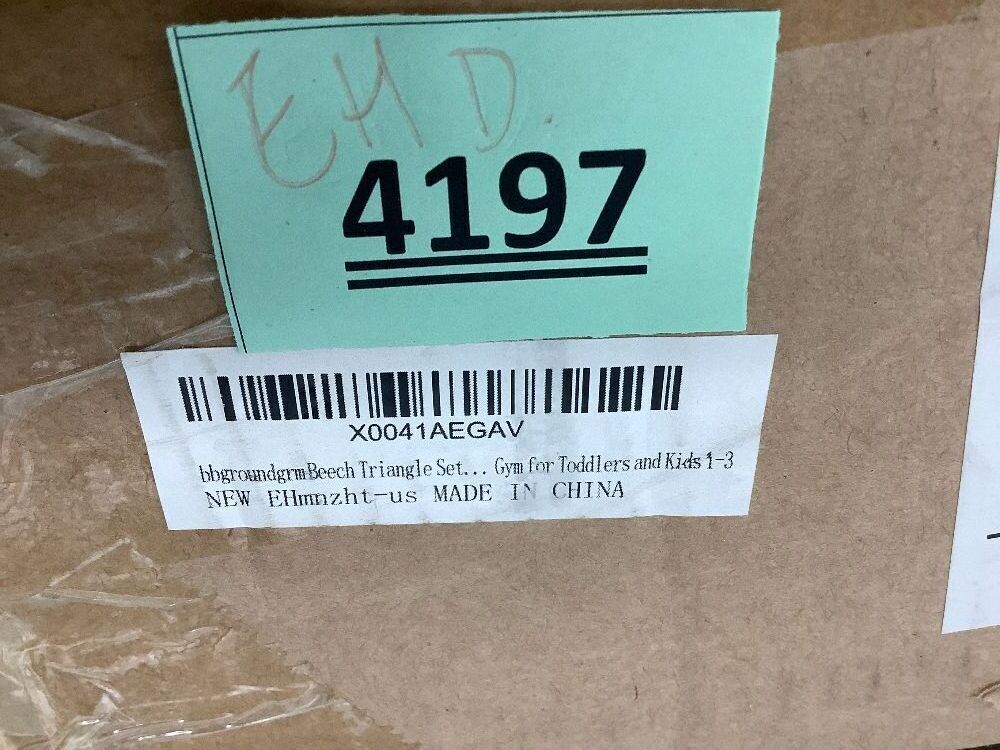 EHD.
4197
X0041AEGAV
bbgroundgrm Beech Triangle Set... Gym for Toddlers and Kids 1-3
NEW EHmnzht-us MADE IN CHINA